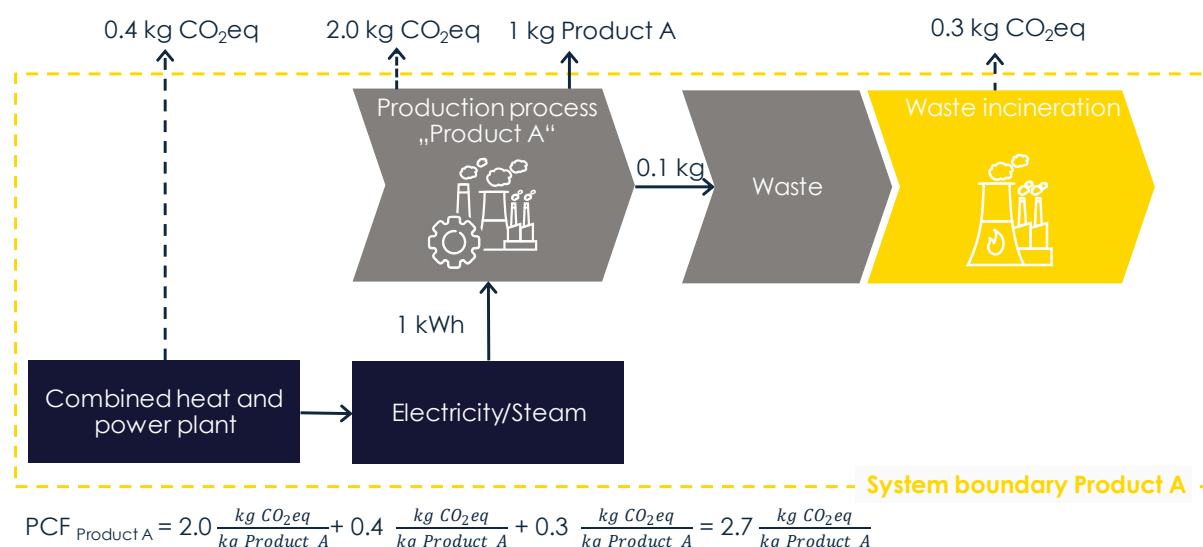 0.4 kg CO₂eq
2.0 kg CO₂eq
1 kg Product A
0.3 kg CO₂eq
Production process
„Product A“
Waste incineration
0.1 kg
Waste
1 kWh
Combined heat and
power plant
Electricity/Steam
System boundary Product A
PCF Product A = 2.0 kg CO₂eq/kg Product A + 0.4 kg CO₂eq/kg Product A + 0.3 kg CO₂eq/kg Product A = 2.7 kg CO₂eq/kg Product A